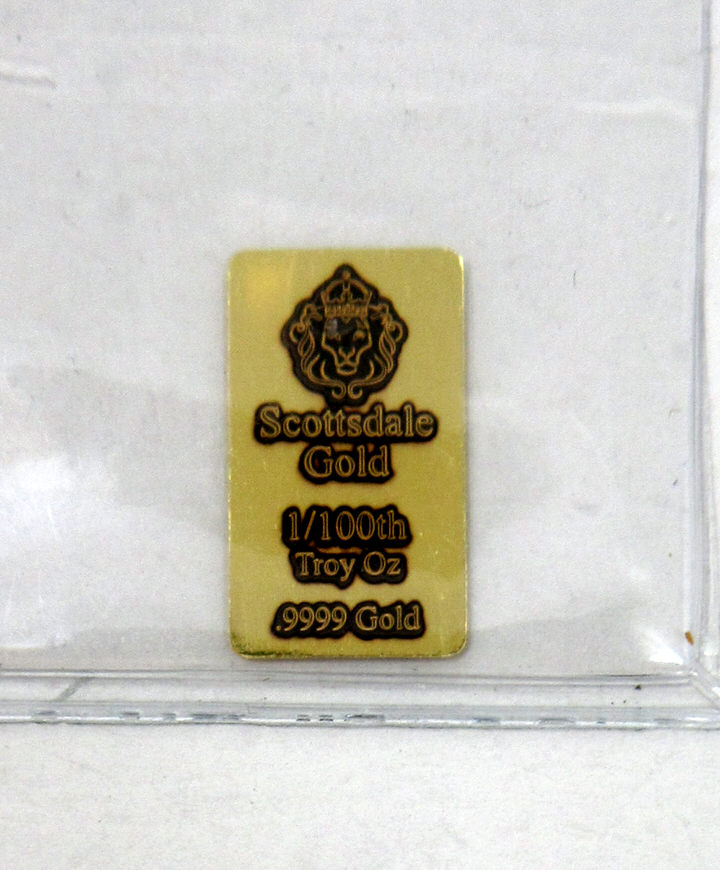 Scottsdale
Gold
1/100th
Troy Oz
.9999 Gold